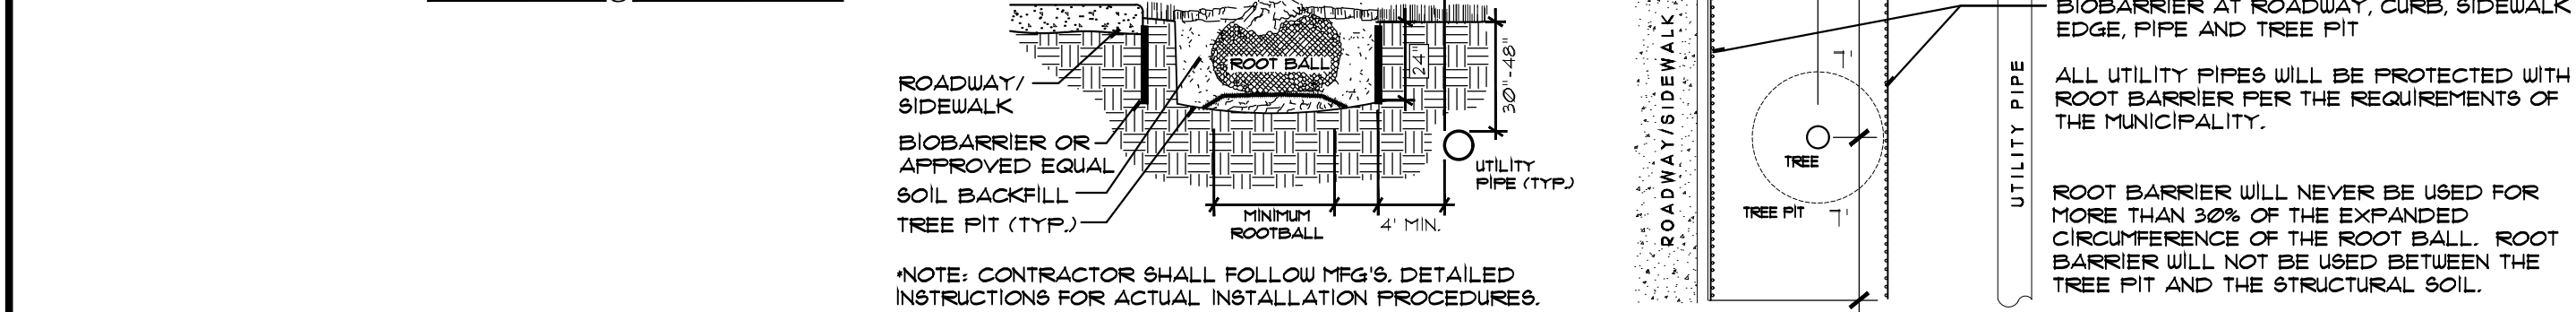 ROOT BALL
24"
30"-48"
ROADWAY/
SIDEWALK
BIOBARRIER OR
APPROVED EQUAL
SOIL BACKFILL
TREE PIT (TYP.)
MINIMUM
ROOTBALL
4' MIN.
UTILITY
PIPE (TYP.)
*NOTE: CONTRACTOR SHALL FOLLOW MFG'S. DETAILED
INSTRUCTIONS FOR ACTUAL INSTALLATION PROCEDURES.
ROADWAY/SIDEWALK
7'
TREE
TREE PIT
7'
UTILITY PIPE
BIOBARRIER AT ROADWAY, CURB, SIDEWALK
EDGE, PIPE AND TREE PIT
ALL UTILITY PIPES WILL BE PROTECTED WITH
ROOT BARRIER PER THE REQUIREMENTS OF
THE MUNICIPALITY.
ROOT BARRIER WILL NEVER BE USED FOR
MORE THAN 30% OF THE EXPANDED
CIRCUMFERENCE OF THE ROOT BALL. ROOT
BARRIER WILL NOT BE USED BETWEEN THE
TREE PIT AND THE STRUCTURAL SOIL.